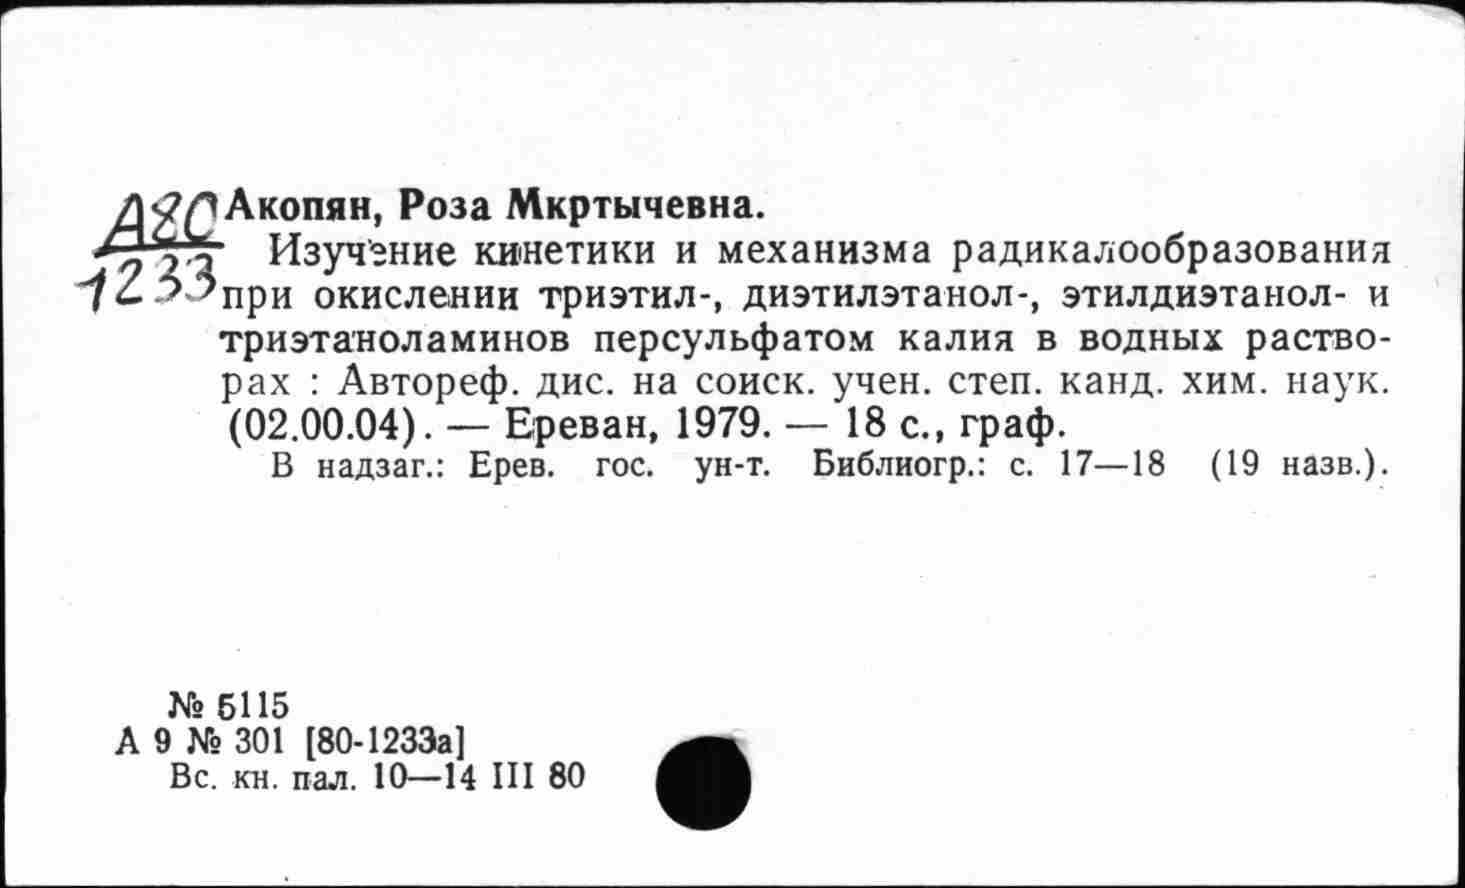 А80
1233
Акопян, Роза Мкртычевна.
Изучение кинетики и механизма радикалообразования
при окислении триэтил-, диэтилэтанол-, этилдиэтанол- и
триэтаноламинов персульфатом калия в водных раство-
рах : Автореф. дис. на соиск. учен. степ. канд. хим. наук.
(02.00.04). — Ереван, 1979. — 18 с., граф.
В надзаг.: Ерев. гос. ун-т. Библиогр.: с. 17—18 (19 назв.).
№ 5115
А 9 № 301 [80-1233а]
Вс. кн. пал. 10—14 III 80